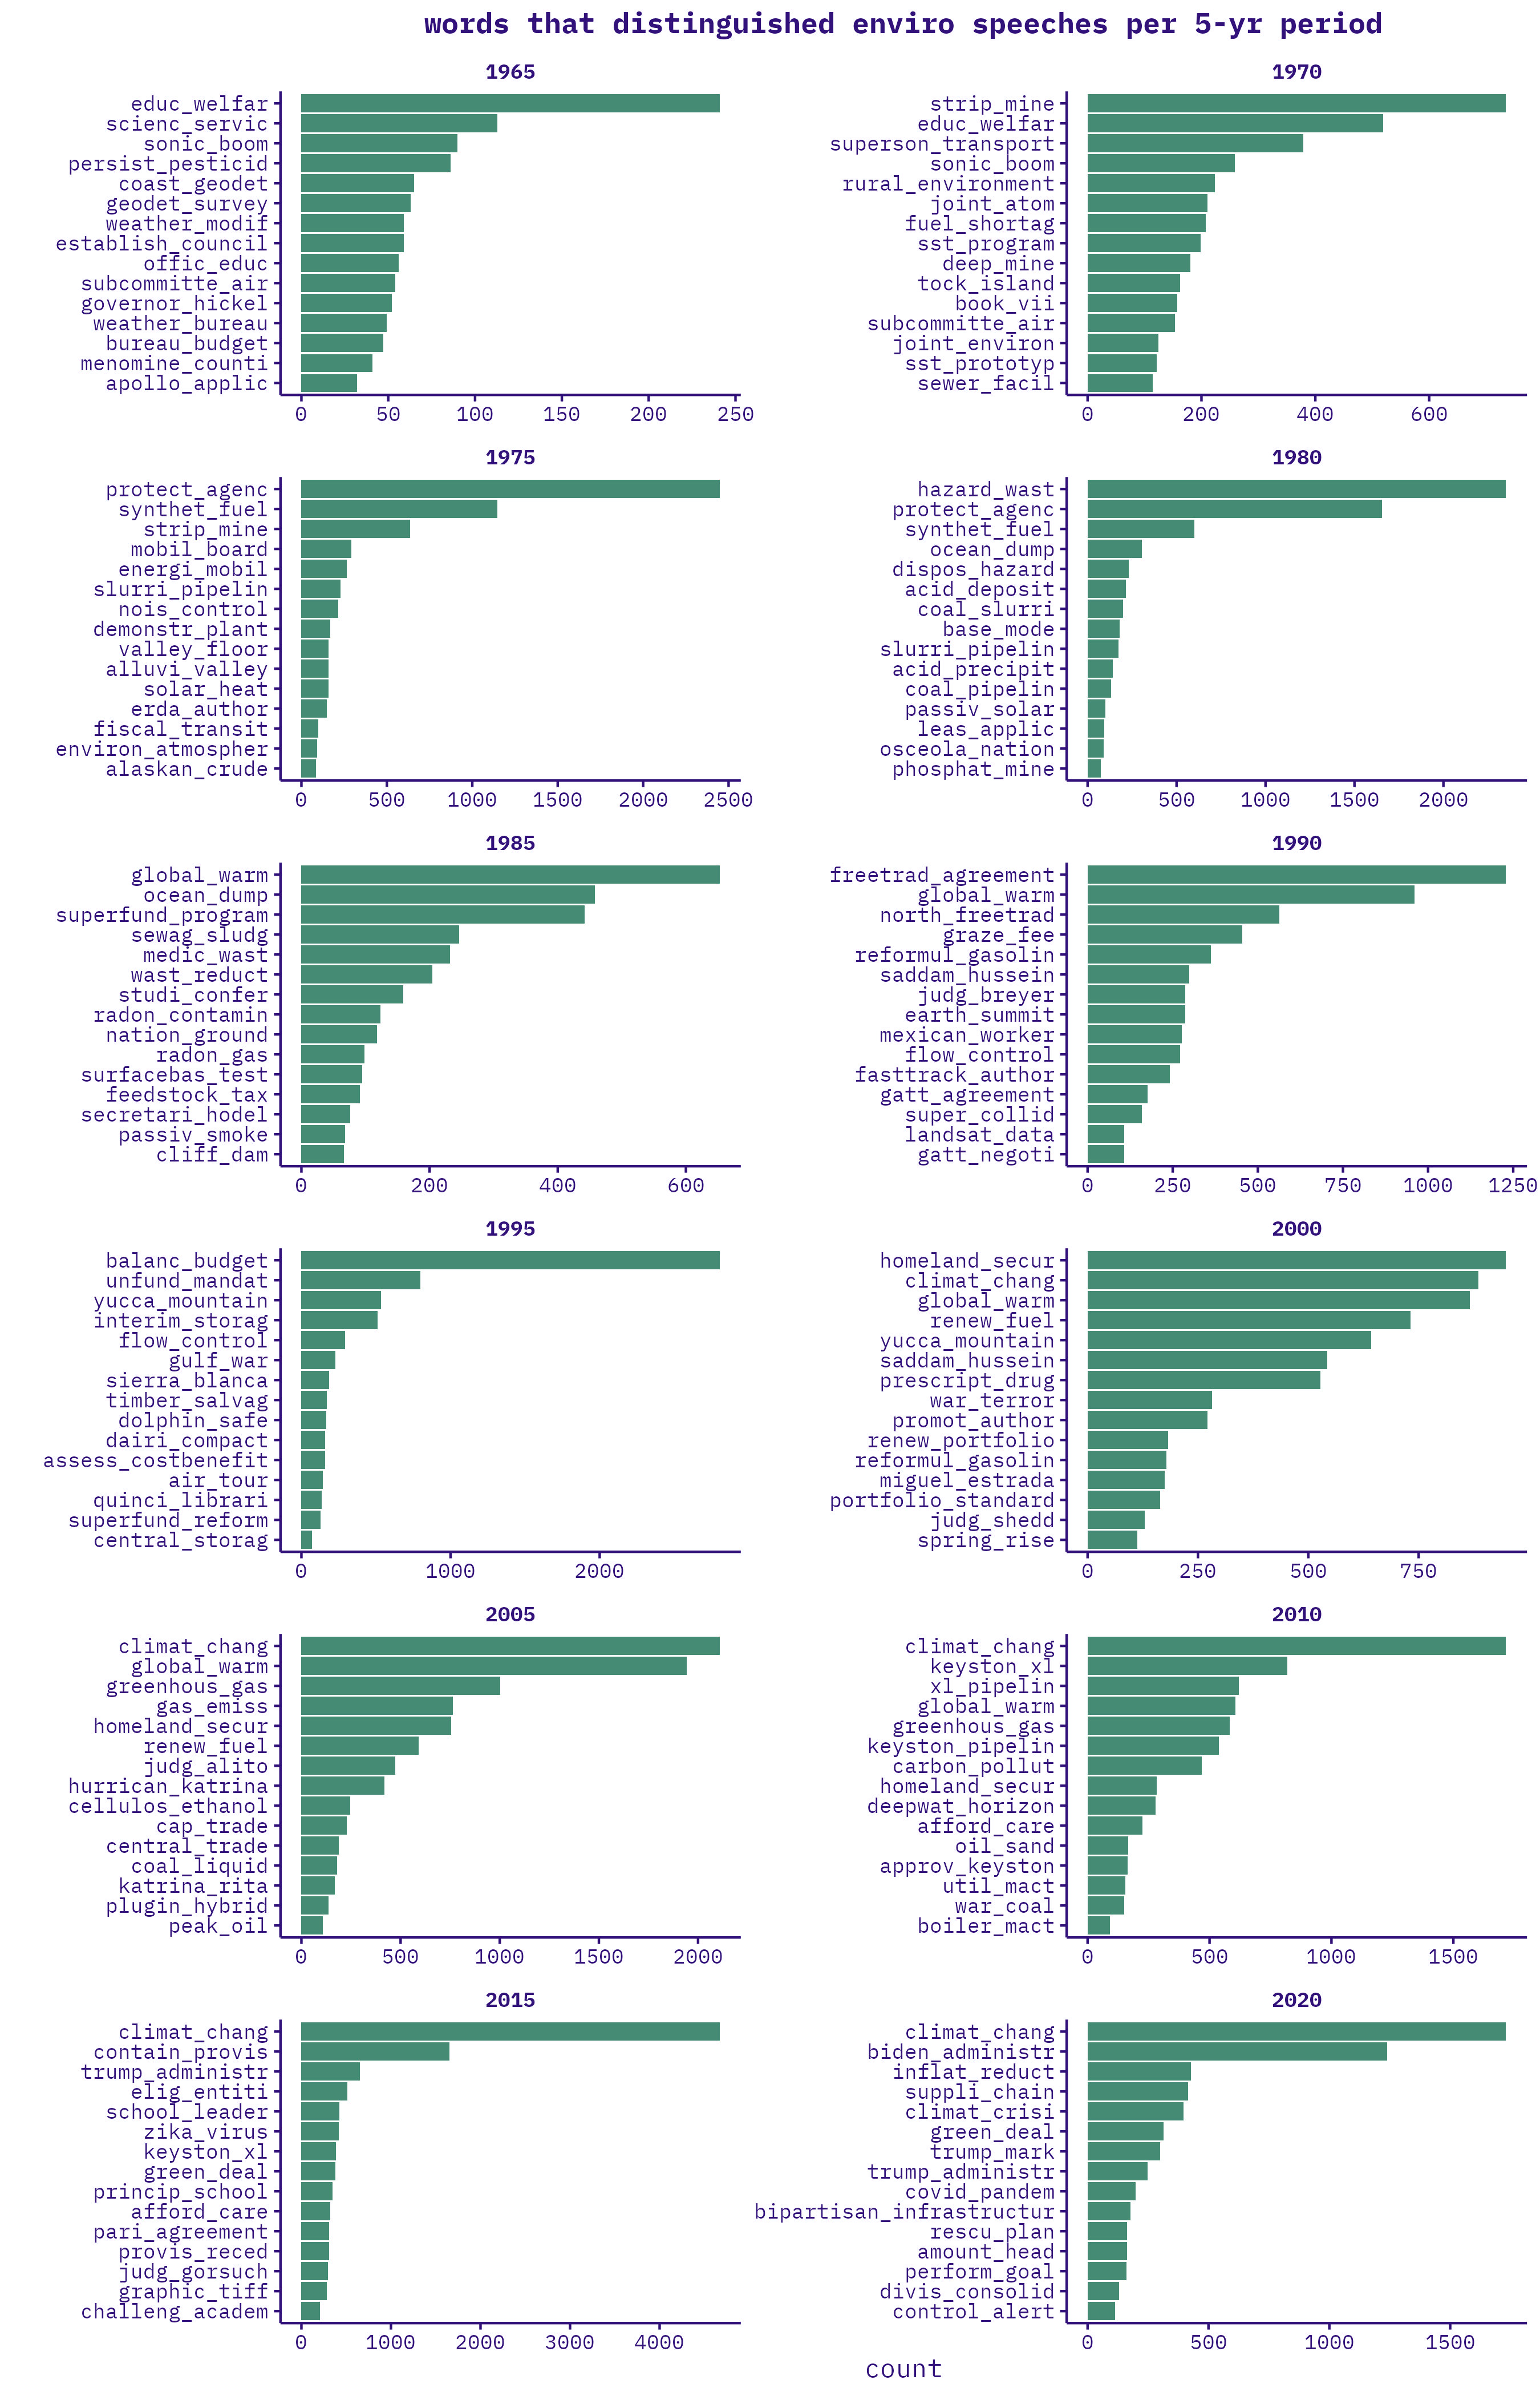 words that distinguished enviro speeches per 5-yr period
1965
educ_welfar
scienc_servic
sonic_boom
persist_pesticid
coast_geodet
geodet_survey
weather_modif
establish_council
offic_educ
subcommitte_air
governor_hickel
weather_bureau
bureau_budget
menomine_counti
apollo_applic
0 50 100 150 200 250
1970
strip_mine
educ_welfar
superson_transport
sonic_boom
rural_environment
joint_atom
fuel_shortag
sst_program
deep_mine
tock_island
book_vii
subcommitte_air
joint_environ
sst_prototyp
sewer_facil
0 200 400 600
1975
protect_agenc
synthet_fuel
strip_mine
mobil_board
energi_mobil
slurri_pipelin
nois_control
demonstr_plant
valley_floor
alluvi_valley
solar_heat
erda_author
fiscal_transit
environ_atmospher
alaskan_crude
0 500 1000 1500 2000 2500
1980
hazard_wast
protect_agenc
synthet_fuel
ocean_dump
dispos_hazard
acid_deposit
coal_slurri
base_mode
slurri_pipelin
acid_precipit
coal_pipelin
passiv_solar
leas_applic
osceola_nation
phosphat_mine
0 500 1000 1500 2000
1985
global_warm
ocean_dump
superfund_program
sewag_sludg
medic_wast
wast_reduct
studi_confer
radon_contamin
nation_ground
radon_gas
surfacebas_test
feedstock_tax
secretari_hodel
passiv_smoke
cliff_dam
0 200 400 600
1990
freetrad_agreement
global_warm
north_freetrad
graze_fee
reformul_gasolin
saddam_hussein
judg_breyer
earth_summit
mexican_worker
flow_control
fasttrack_author
gatt_agreement
super_collid
landsat_data
gatt_negoti
0 250 500 750 1000 1250
1995
balanc_budget
unfund_mandat
yucca_mountain
interim_storag
flow_control
gulf_war
sierra_blanca
timber_salvag
dolphin_safe
dairi_compact
assess_costbenefit
air_tour
quinci_librari
superfund_reform
central_storag
0 1000 2000
2000
homeland_secur
climat_chang
global_warm
renew_fuel
yucca_mountain
saddam_hussein
prescript_drug
war_terror
promot_author
renew_portfolio
reformul_gasolin
miguel_estrada
portfolio_standard
judg_shedd
spring_rise
0 250 500 750
2005
climat_chang
global_warm
greenhous_gas
gas_emiss
homeland_secur
renew_fuel
judg_alito
hurrican_katrina
cellulos_ethanol
cap_trade
central_trade
coal_liquid
katrina_rita
plugin_hybrid
peak_oil
0 500 1000 1500 2000
2010
climat_chang
keyston_xl
xl_pipelin
global_warm
greenhous_gas
keyston_pipelin
carbon_pollut
homeland_secur
deepwat_horizon
afford_care
oil_sand
approv_keyston
util_mact
war_coal
boiler_mact
0 500 1000 1500
2015
climat_chang
contain_provis
trump_administr
elig_entiti
school_leader
zika_virus
keyston_xl
green_deal
princip_school
afford_care
pari_agreement
provis_reced
judg_gorsuch
graphic_tiff
challeng_academ
0 1000 2000 3000 4000
2020
climat_chang
biden_administr
inflat_reduct
suppli_chain
climat_crisi
green_deal
trump_mark
trump_administr
covid_pandem
bipartisan_infrastructur
rescu_plan
amount_head
perform_goal
divis_consolid
control_alert
0 500 1000 1500
count